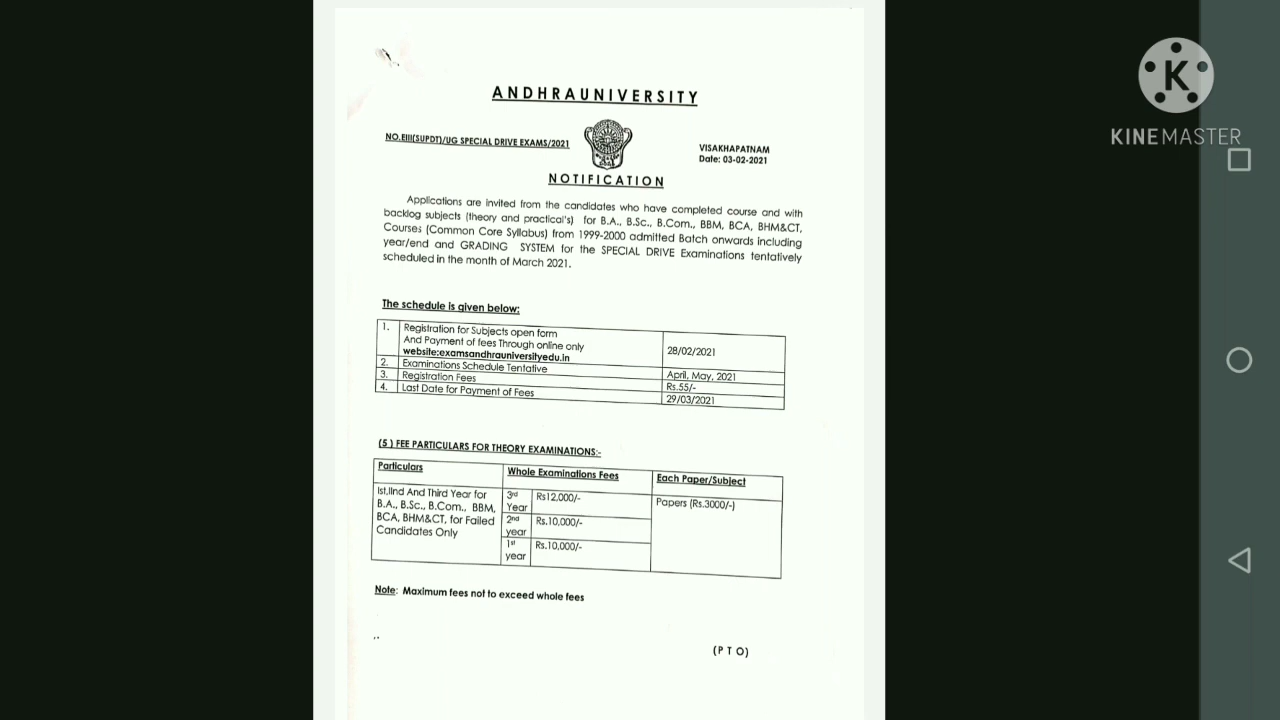 ANDHRAUNIVERSITY
NO.EIII(SUPDT)/UG SPECIAL DRIVE EXAMS/2021
VISAKHAPATNAM
Date: 03-02-2021
NOTIFICATION
Applications are invited from the candidates who have completed course and with
backlog subjects (theory and practical's) for B.A., B.Sc., B.Com., BBM, BCA, BHM&CT,
Courses (Common Core Syllabus) from 1999-2000 admitted Batch onwards including
year/end and GRADING SYSTEM for the SPECIAL DRIVE Examinations tentatively
scheduled in the month of March 2021.
The schedule is given below:
1. Registration for Subjects open form
And Payment of fees Through online only
website:examsandhrauniversityedu.in
28/02/2021
2. Examinations Schedule Tentative April, May, 2021
3. Registration Fees Rs.55/-
4. Last Date for Payment of Fees 29/03/2021
(5 ) FEE PARTICULARS FOR THEORY EXAMINATIONS:-
Particulars Whole Examinations Fees Each Paper/Subject
Ist,IInd And Third Year for
B.A., B.Sc., B.Com., BBM,
BCA, BHM&CT, for Failed
Candidates Only
3rd
Year
Rs12,000/-
2nd
year
Rs.10,000/-
1st
year
Rs.10,000/-
Papers (Rs.3000/-)
Note: Maximum fees not to exceed whole fees
(P T O)
K
KINEMASTER